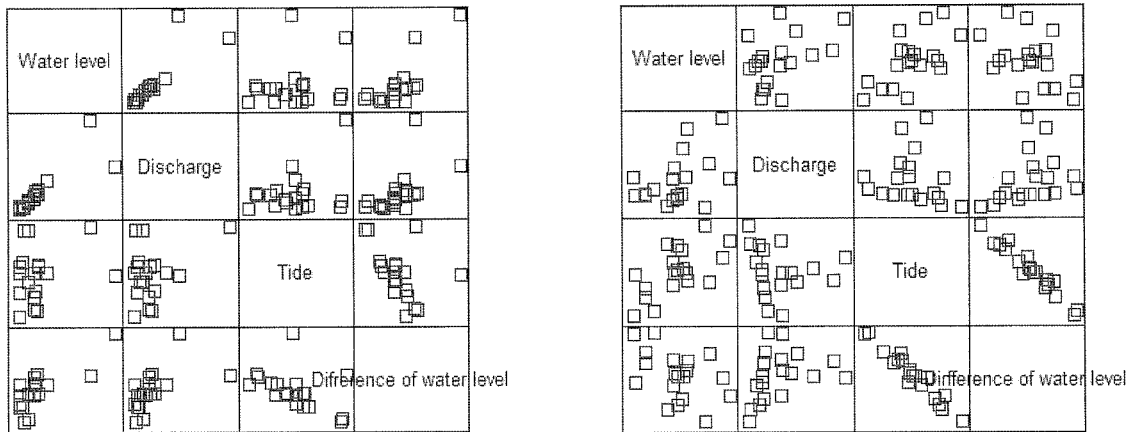 Water level
Discharge
Tide
Difference of water level
Water level
Discharge
Tide
Difference of water level